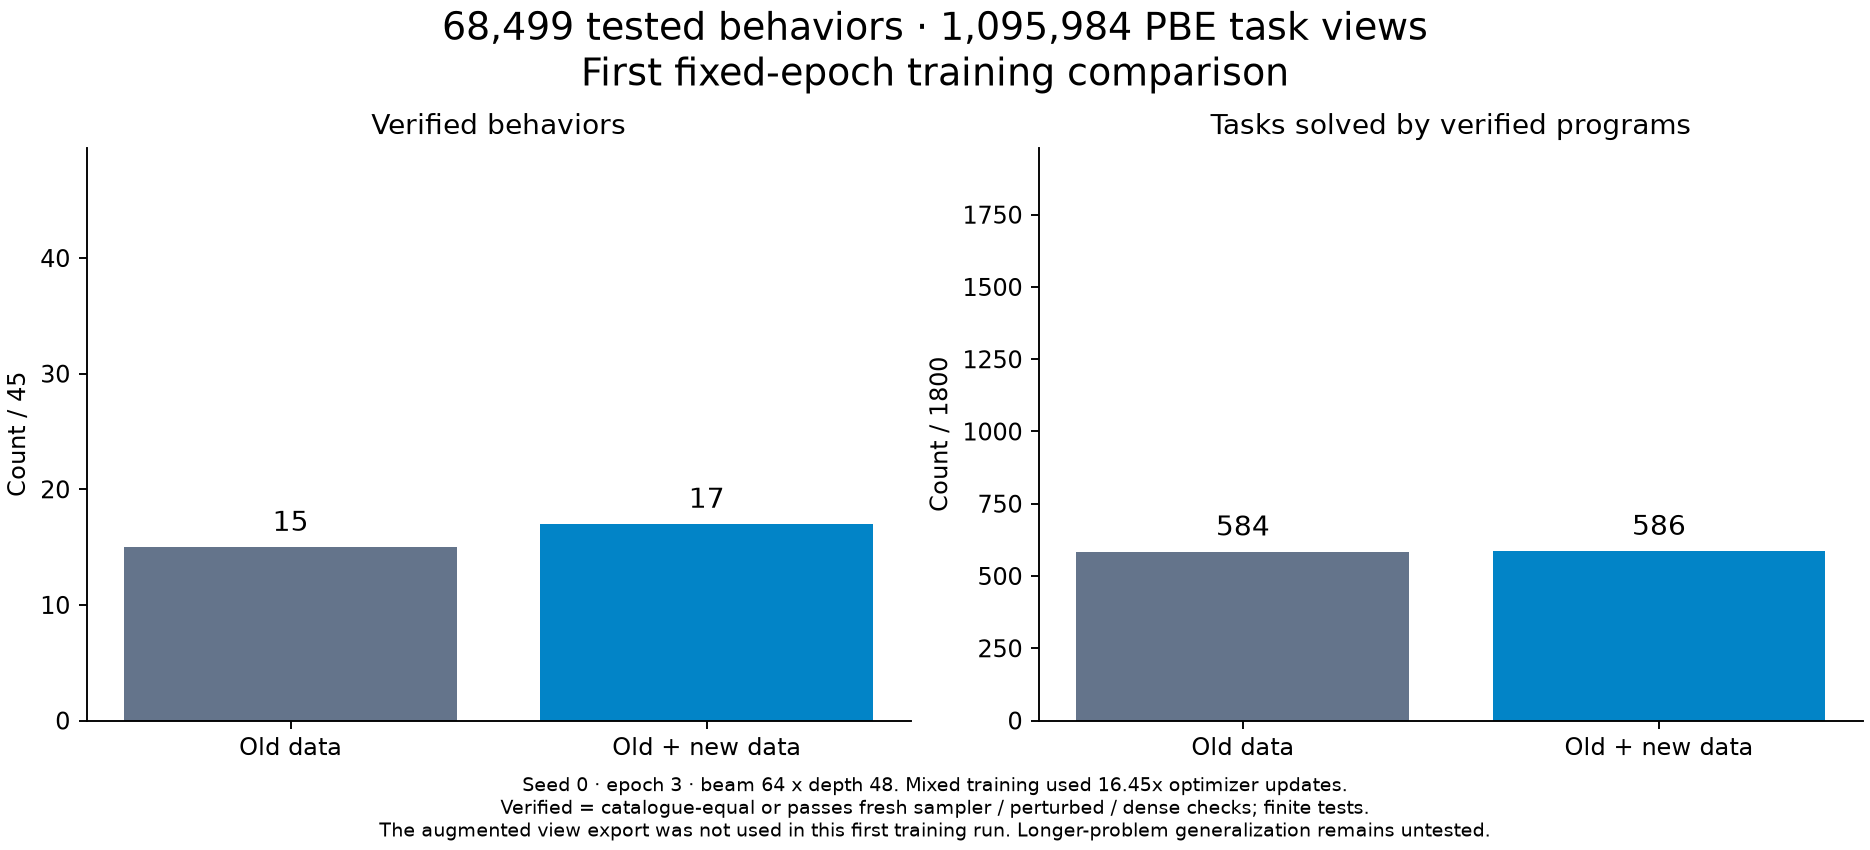 68,499 tested behaviors · 1,095,984 PBE task views
First fixed-epoch training comparison
Verified behaviors
Count / 45
40
30
20
10
0
15
17
Old data
Old + new data
Tasks solved by verified programs
Count / 1800
1750
1500
1250
1000
750
500
250
0
584
586
Old data
Old + new data
Seed 0 · epoch 3 · beam 64 x depth 48. Mixed training used 16.45x optimizer updates.
Verified = catalogue-equal or passes fresh sampler / perturbed / dense checks; finite tests.
The augmented view export was not used in this first training run. Longer-problem generalization remains untested.